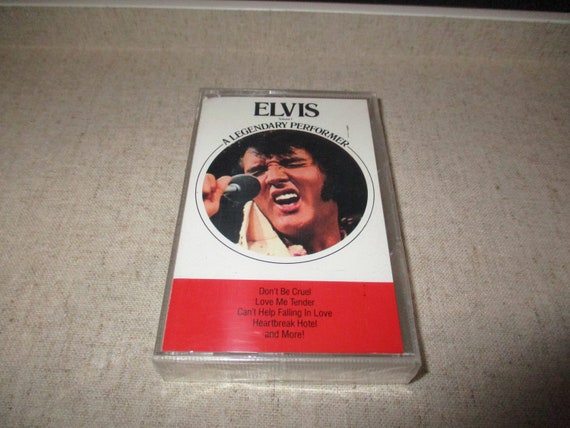 ELVIS
A LEGENDARY PERFORMER
Don't Be Cruel
Love Me Tender
Can't Help Falling In Love
Heartbreak Hotel
and More!